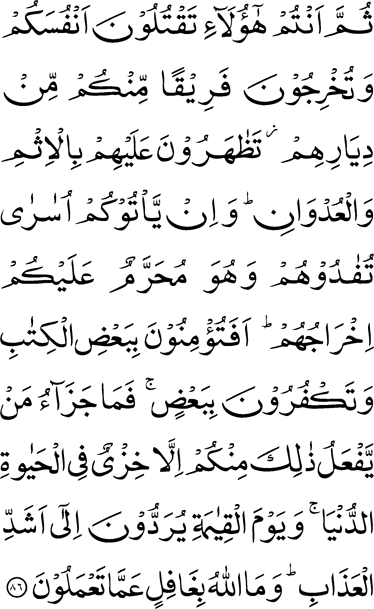 ثُمَّ اَنْتُمْ هٰٓؤُلَآءِ تَقْتُلُوْنَ اَنْفُسَكُمْ
وَتُخْرِجُوْنَ فَرِيْقًا مِّنْكُمْ مِّنْ
دِيَارِهِمْ ۫ تَظٰهَرُوْنَ عَلَيْهِمْ بِالْاِثْمِ
وَالْعُدْوَانِ ؕ وَاِنْ يَّاْتُوْكُمْ اُسٰرٰى
تُفٰدُوْهُمْ وَهُوَ مُحَرَّمٌ عَلَيْكُمْ
اِخْرَاجُهُمْ ؕ اَفَتُؤْمِنُوْنَ بِبَعْضِ الْكِتٰبِ
وَتَكْفُرُوْنَ بِبَعْضٍ ۚ فَمَا جَزَآءُ مَنْ
يَّفْعَلُ ذٰلِكَ مِنْكُمْ اِلَّا خِزْىٌ فِى الْحَيٰوةِ
الدُّنْيَا ۚ وَيَوْمَ الْقِيٰمَةِ يُرَدُّوْنَ اِلٰٓى اَشَدِّ
الْعَذَابِ ؕ وَمَا اللّٰهُ بِغَافِلٍ عَمَّا تَعْمَلُوْنَ ۝۸۶